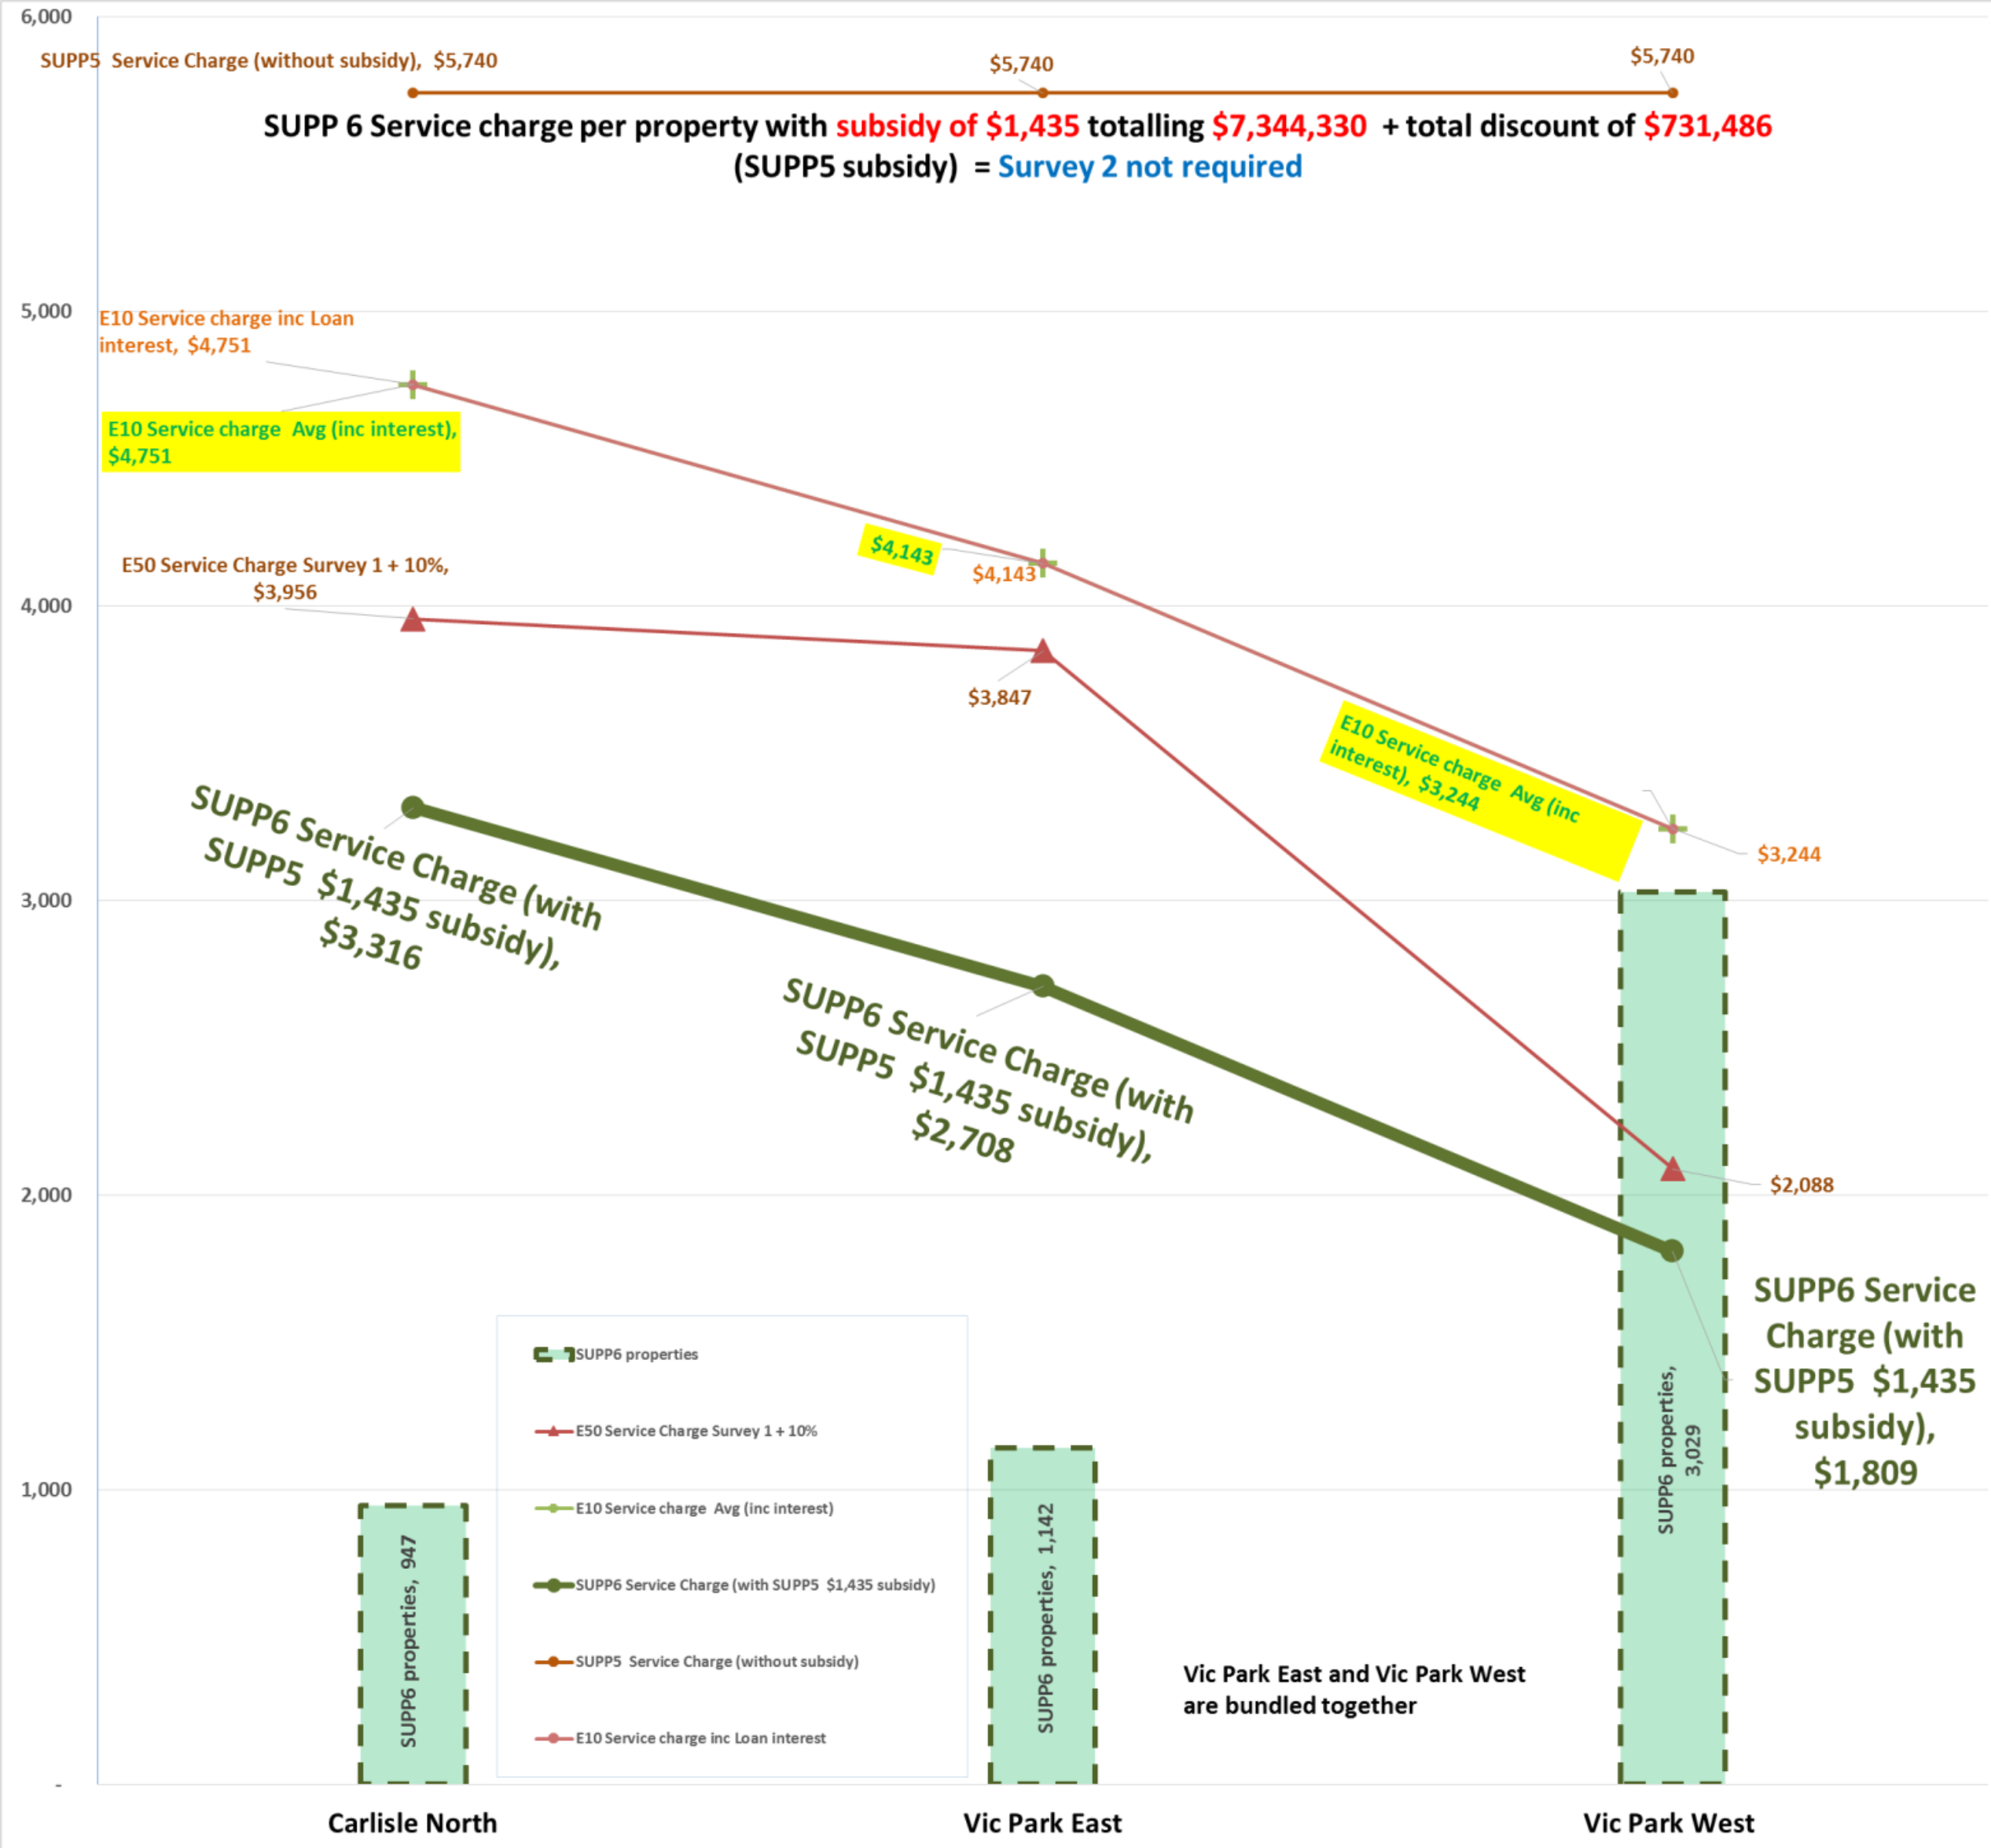 6,000
SUPP5 Service Charge (without subsidy), $5,740
$5,740
$5,740
SUPP 6 Service charge per property with subsidy of $1,435 totalling $7,344,330 + total discount of $731,486
(SUPP5 subsidy) = Survey 2 not required
5,000
E10 Service charge inc Loan
interest, $4,751
E10 Service charge Avg (inc interest),
$4,751
$4,143
$4,143
E50 Service Charge Survey 1 + 10%,
$3,956
4,000
$3,847
E10 Service charge Avg (inc
interest), $3,244
$3,244
SUPP6 Service Charge (with
SUPP5 $1,435 subsidy),
$3,316
3,000
SUPP6 Service Charge (with
SUPP5 $1,435 subsidy),
$2,708
2,000
$2,088
SUPP6 Service
Charge (with
SUPP5 $1,435
subsidy),
$1,809
SUPP6 properties
E50 Service Charge Survey 1 + 10%
E10 Service charge Avg (inc interest)
SUPP6 Service Charge (with SUPP5 $1,435 subsidy)
SUPP5 Service Charge (without subsidy)
E10 Service charge inc Loan interest
1,000
SUPP6 properties, 947
SUPP6 properties, 1,142
SUPP6 properties,
3,029
Vic Park East and Vic Park West
are bundled together
-
Carlisle North
Vic Park East
Vic Park West